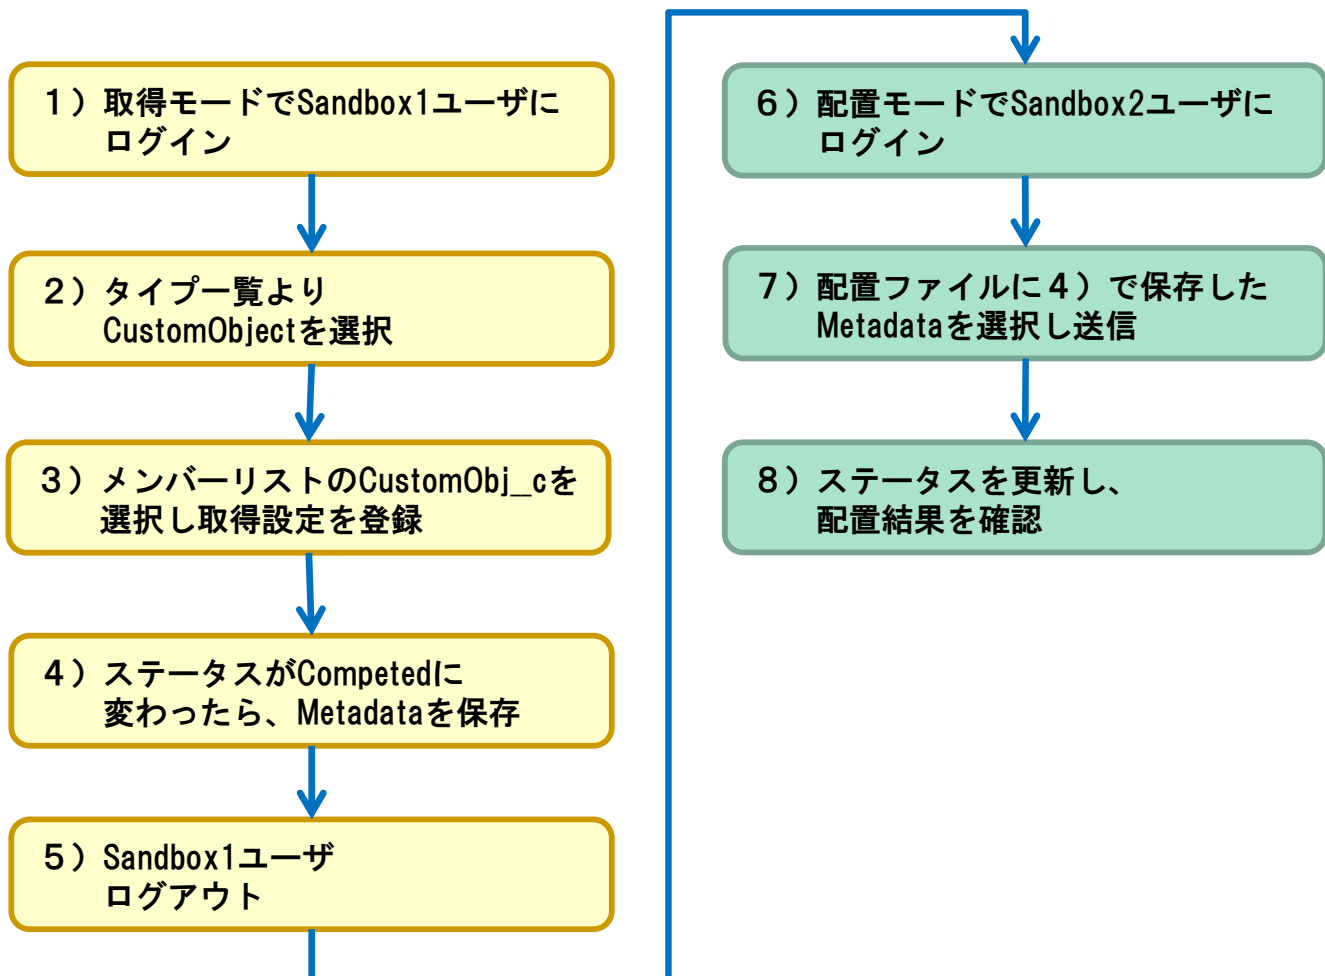 １）取得モードでSandbox1ユーザに
ログイン
２）タイプ一覧より
CustomObjectを選択
３）メンバーリストのCustomObj__cを
選択し取得設定を登録
４）ステータスがCompetedに
変わったら、Metadataを保存
５）Sandbox1ユーザ
ログアウト
６）配置モードでSandbox2ユーザに
ログイン
７）配置ファイルに４）で保存した
Metadataを選択し送信
８）ステータスを更新し、
配置結果を確認